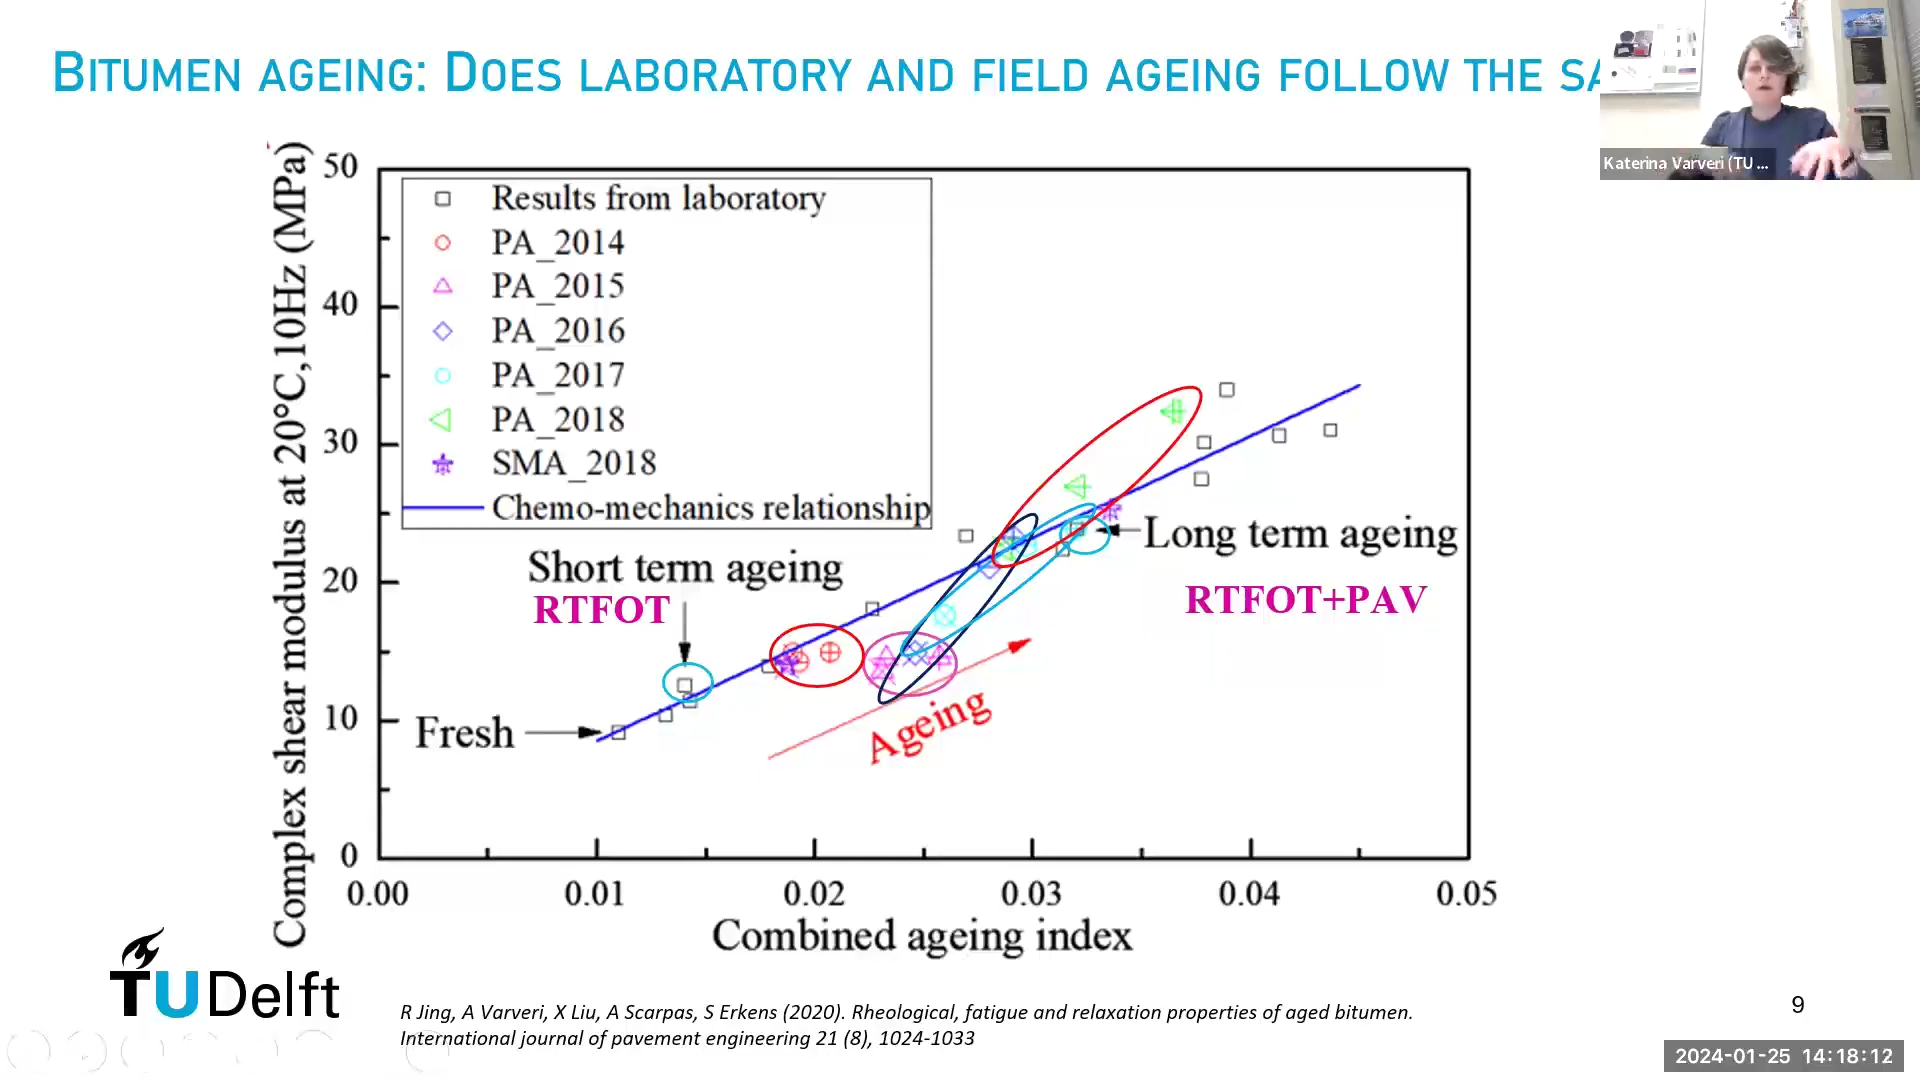 BITUMEN AGEING: DOES LABORATORY AND FIELD AGEING FOLLOW THE SA
Katerina Varveri (TU ...
Complex shear modulus at 20°C,10Hz (MPa)
50
40
30
20
10
0
Results from laboratory
PA_2014
PA_2015
PA_2016
PA_2017
PA_2018
SMA_2018
Chemo-mechanics relationship
Short term ageing
RTFOT
Long term ageing
RTFOT+PAV
Fresh
Ageing
0.00 0.01 0.02 0.03 0.04 0.05
Combined ageing index
TUDelft
R Jing, A Varveri, X Liu, A Scarpas, S Erkens (2020). Rheological, fatigue and relaxation properties of aged bitumen.
International journal of pavement engineering 21 (8), 1024-1033
9
2024-01-25 14:18:12